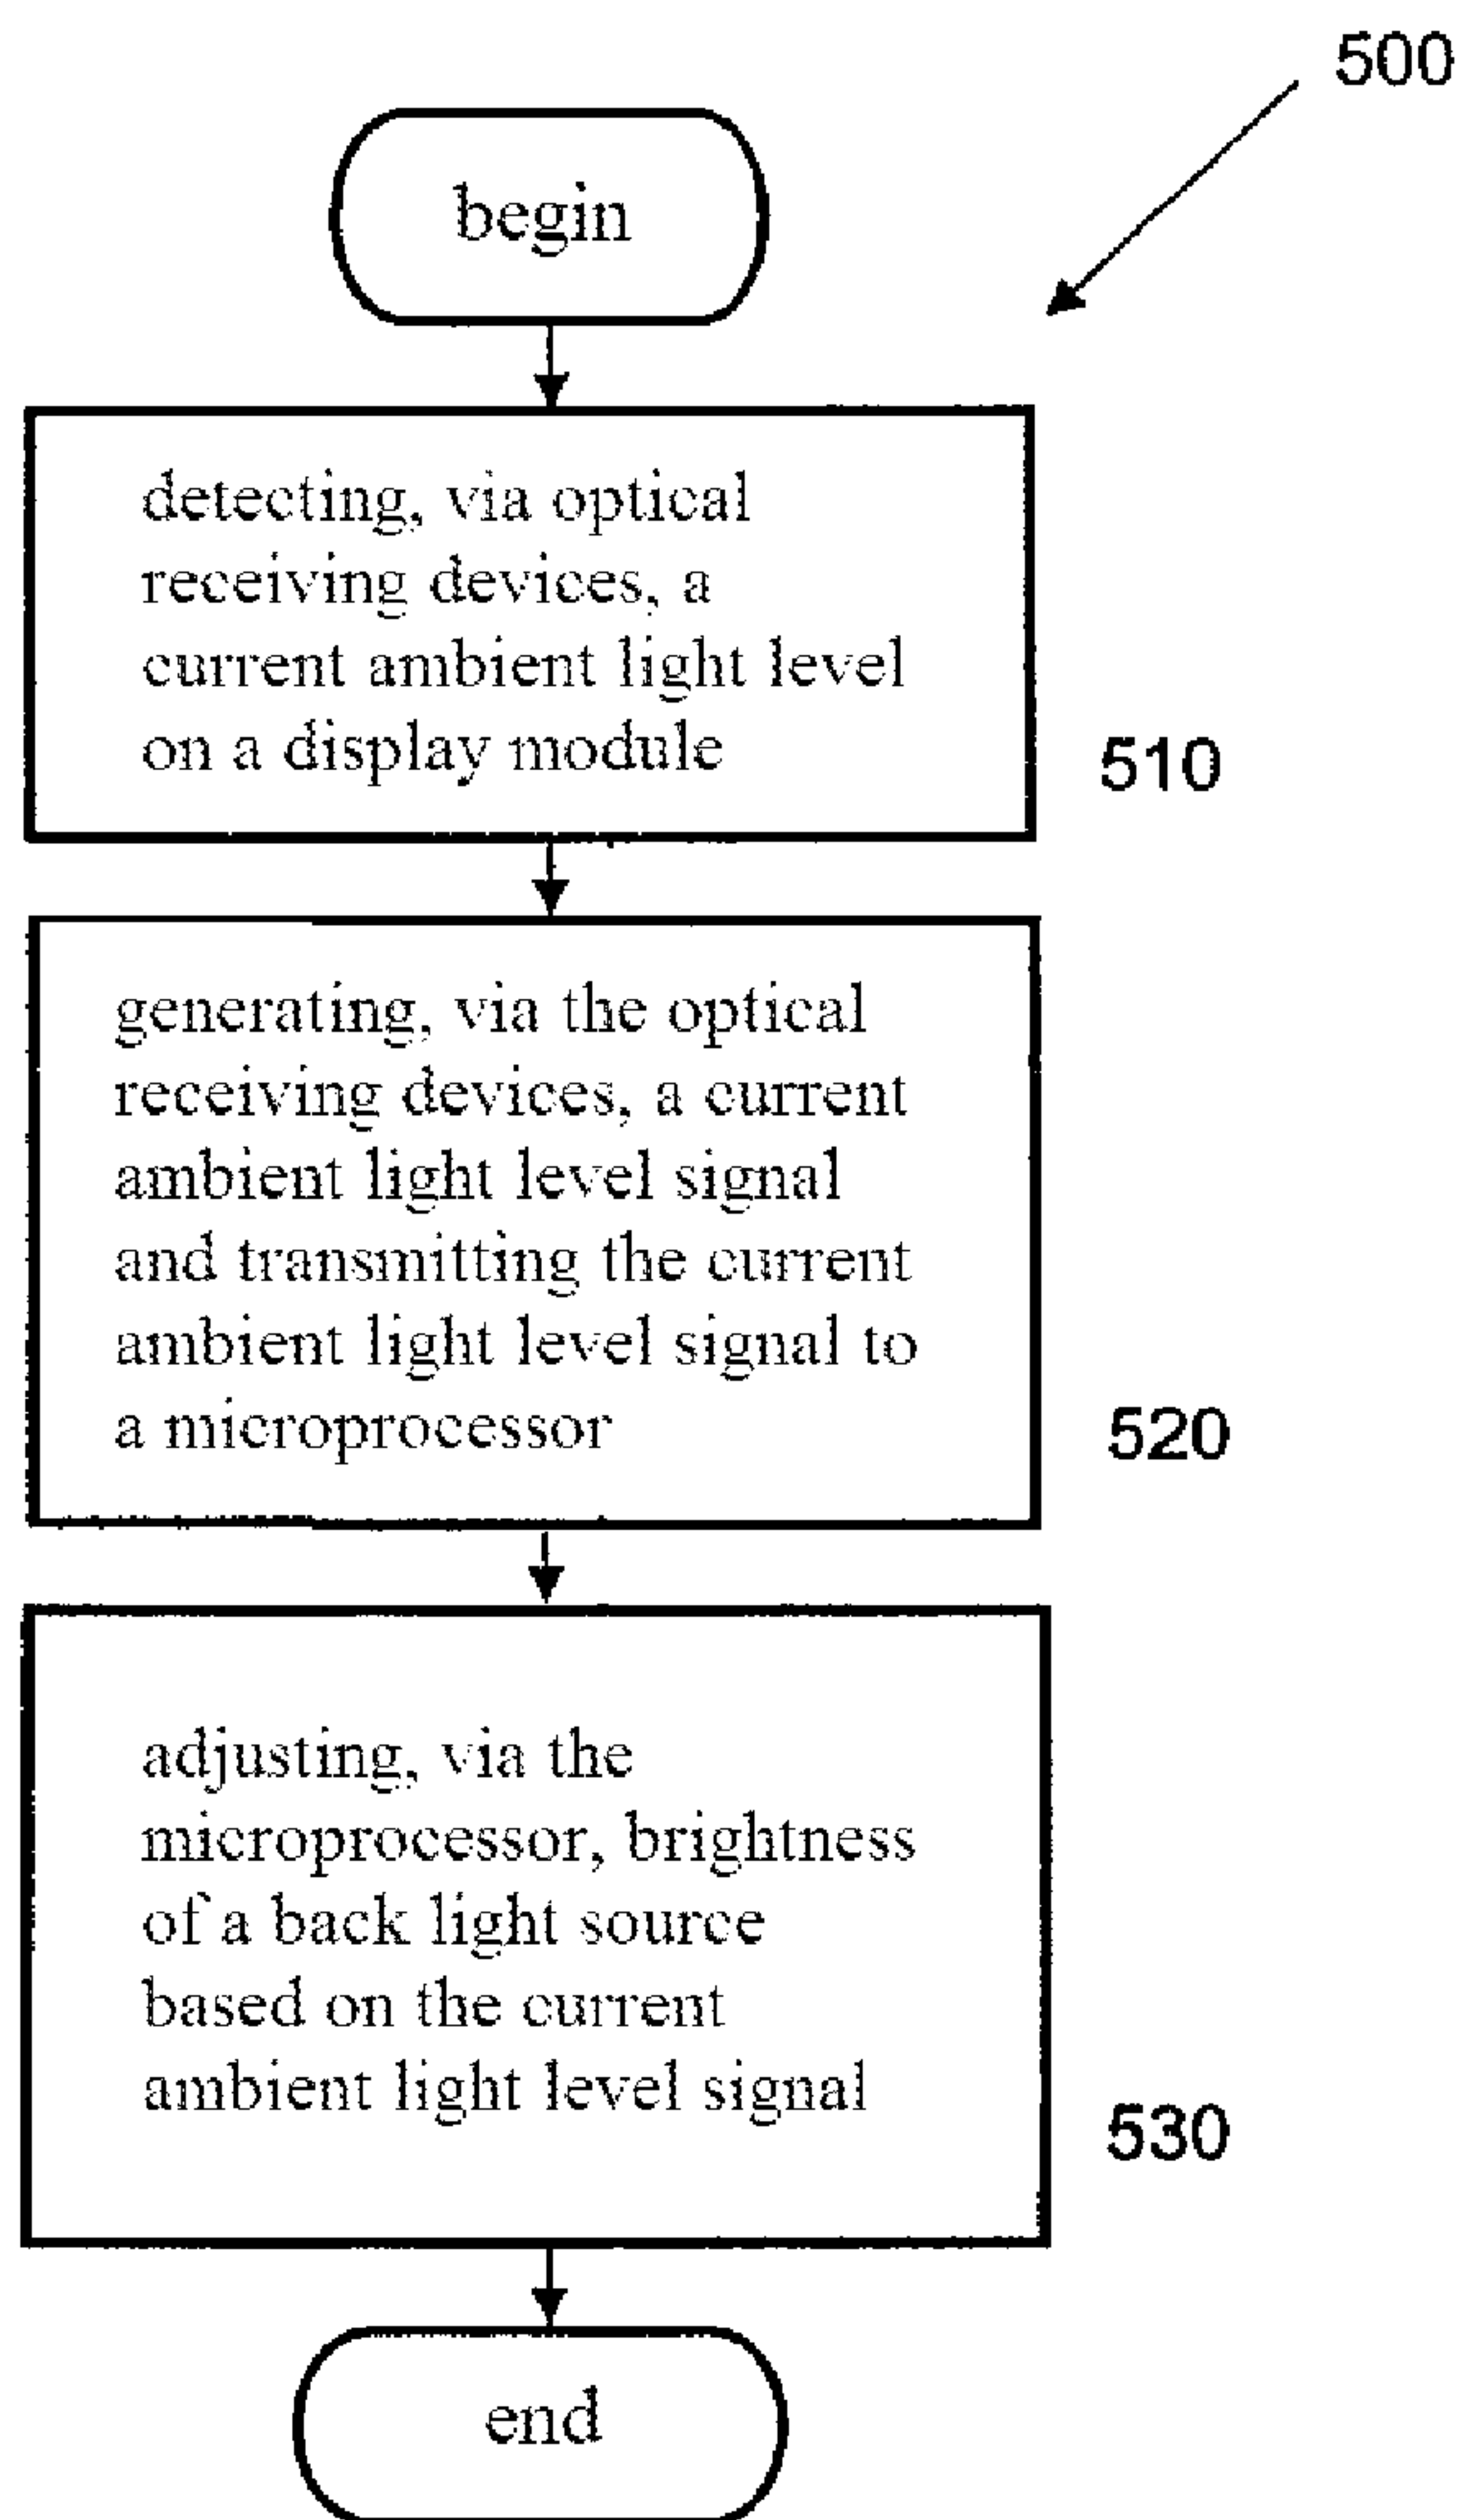 500
begin
detecting, via optical
receiving devices, a
current ambient light level
on a display module
510
generating, via the optical
receiving devices, a current
ambient light level signal
and transmitting the current
ambient light level signal to
a microprocessor
520
adjusting, via the
microprocessor, brightness
of a back light source
based on the current
ambient light level signal
530
end